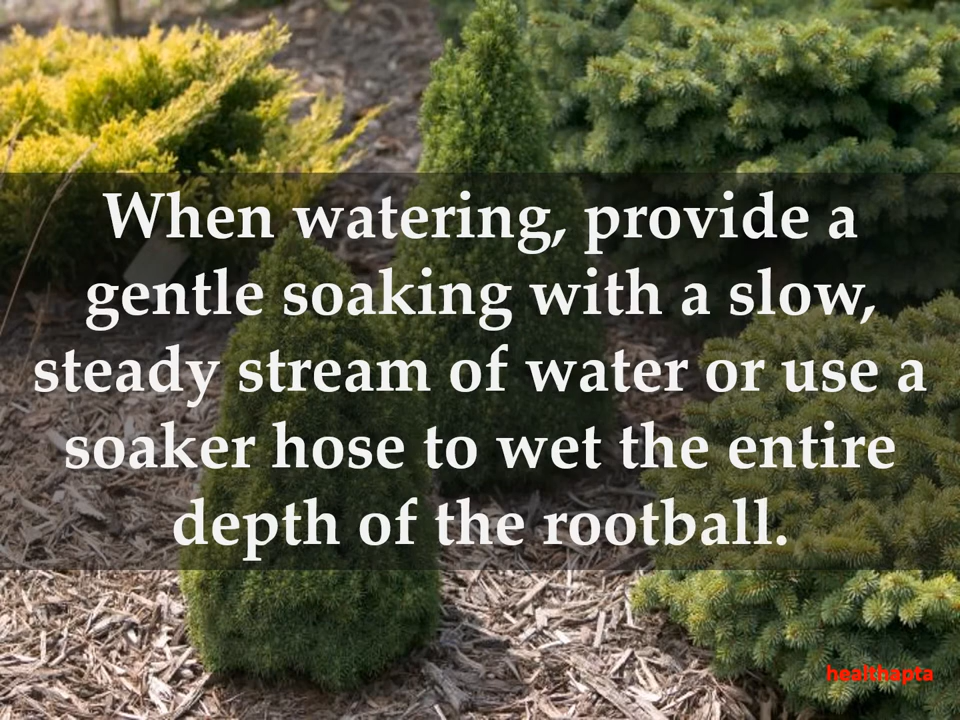 When watering, provide a
gentle soaking with a slow,
steady stream of water or use a
soaker hose to wet the entire
depth of the rootball.
healthapta